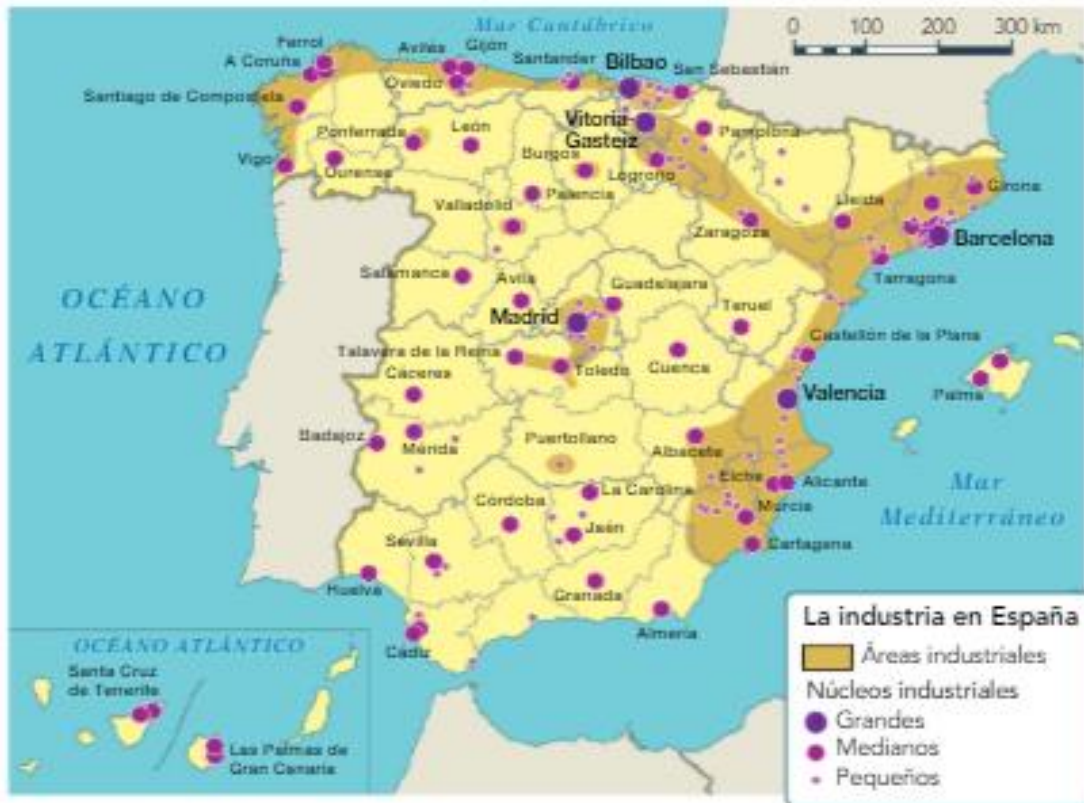 Mar Cantábrico
0 100 200 300 km
Ferrol
A Coruña
Avilés
Gijón
Santander
Bilbao
San Sebastián
Oviedo
Santiago de Compostela
Vitoria
Gasteiz
Pamplona
Ponferrada
León
Burgos
Logroño
Vigo
Ourense
Palencia
Girona
Lleida
Valladolid
Zaragoza
Barcelona
Tarragona
Salamanca
Avila
Guadalajara
OCÉANO
ATLÁNTICO
Madrid
Teruel
Castellón de la Plana
Talavera de la Reina
Toledo
Cuenca
Cáceres
Palma
Valencia
Badajoz
Mérida
Puertollano
Albacete
Elche
Alicante
Mar
Mediterráneo
Córdoba
La Carolina
Murcia
Jaén
Sevilla
Cartagena
Huelva
Granada
Almería
Cádiz
OCÉANO ATLÁNTICO
Santa Cruz
de Tenerife
Las Palmas de
Gran Canaria
La industria en España
Áreas industriales
Núcleos industriales
Grandes
Medianos
Pequeños